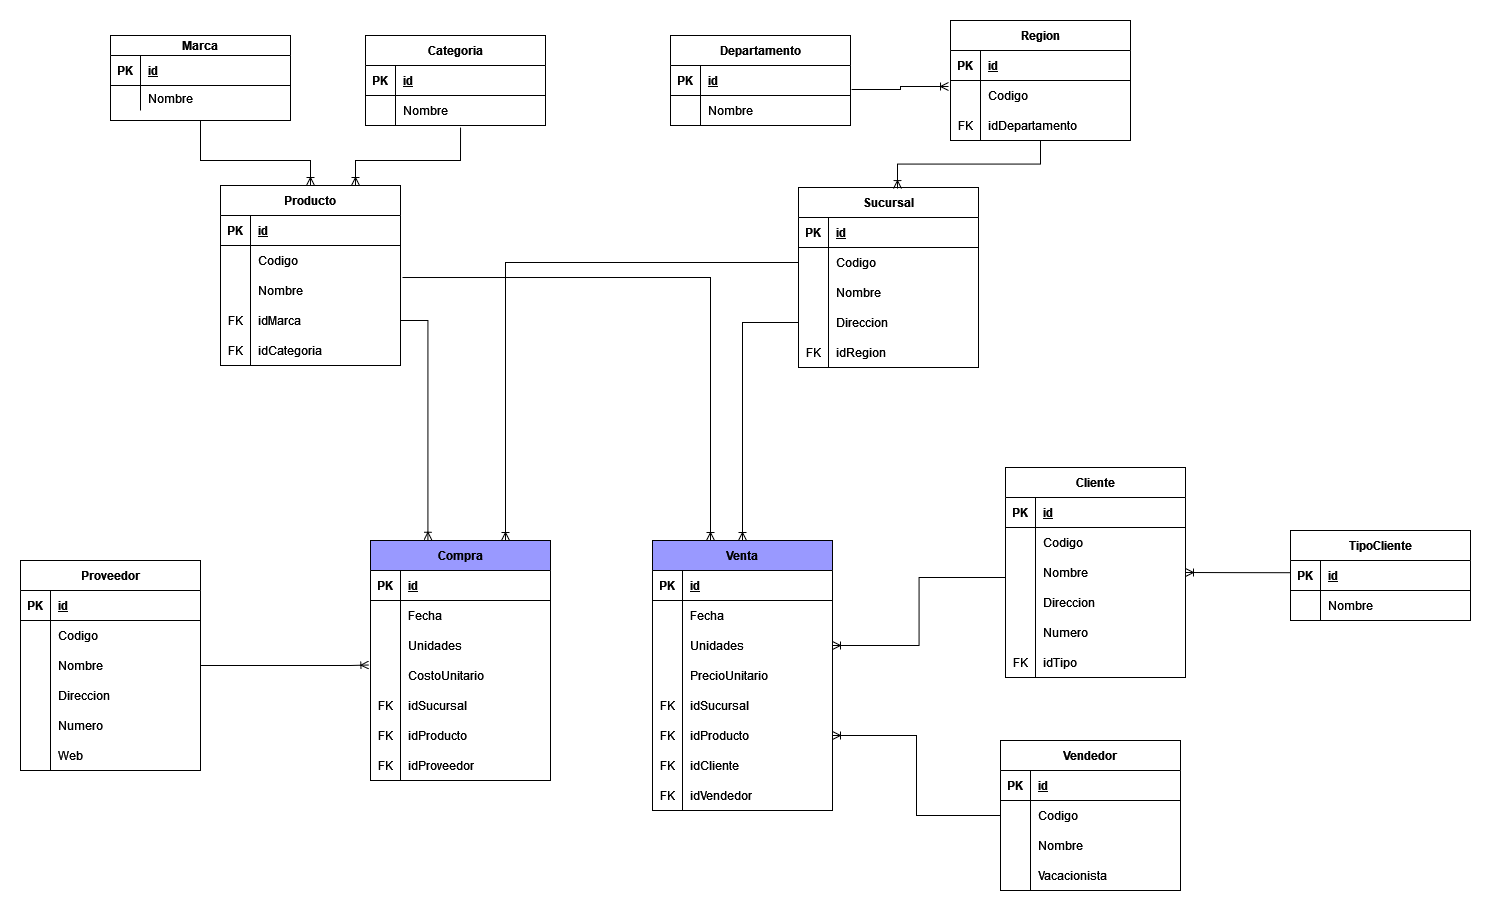 Marca
PK id
Nombre
Categoria
PK id
Nombre
Departamento
PK id
Nombre
Region
PK id
Codigo
FK idDepartamento
Producto
PK id
Codigo
Nombre
FK idMarca
FK idCategoria
Sucursal
PK id
Codigo
Nombre
Direccion
FK idRegion
Proveedor
PK id
Codigo
Nombre
Direccion
Numero
Web
Compra
PK id
Fecha
Unidades
CostoUnitario
FK idSucursal
FK idProducto
FK idProveedor
Venta
PK id
Fecha
Unidades
PrecioUnitario
FK idSucursal
FK idProducto
FK idCliente
FK idVendedor
Cliente
PK id
Codigo
Nombre
Direccion
Numero
FK idTipo
TipoCliente
PK id
Nombre
Vendedor
PK id
Codigo
Nombre
Vacacionista